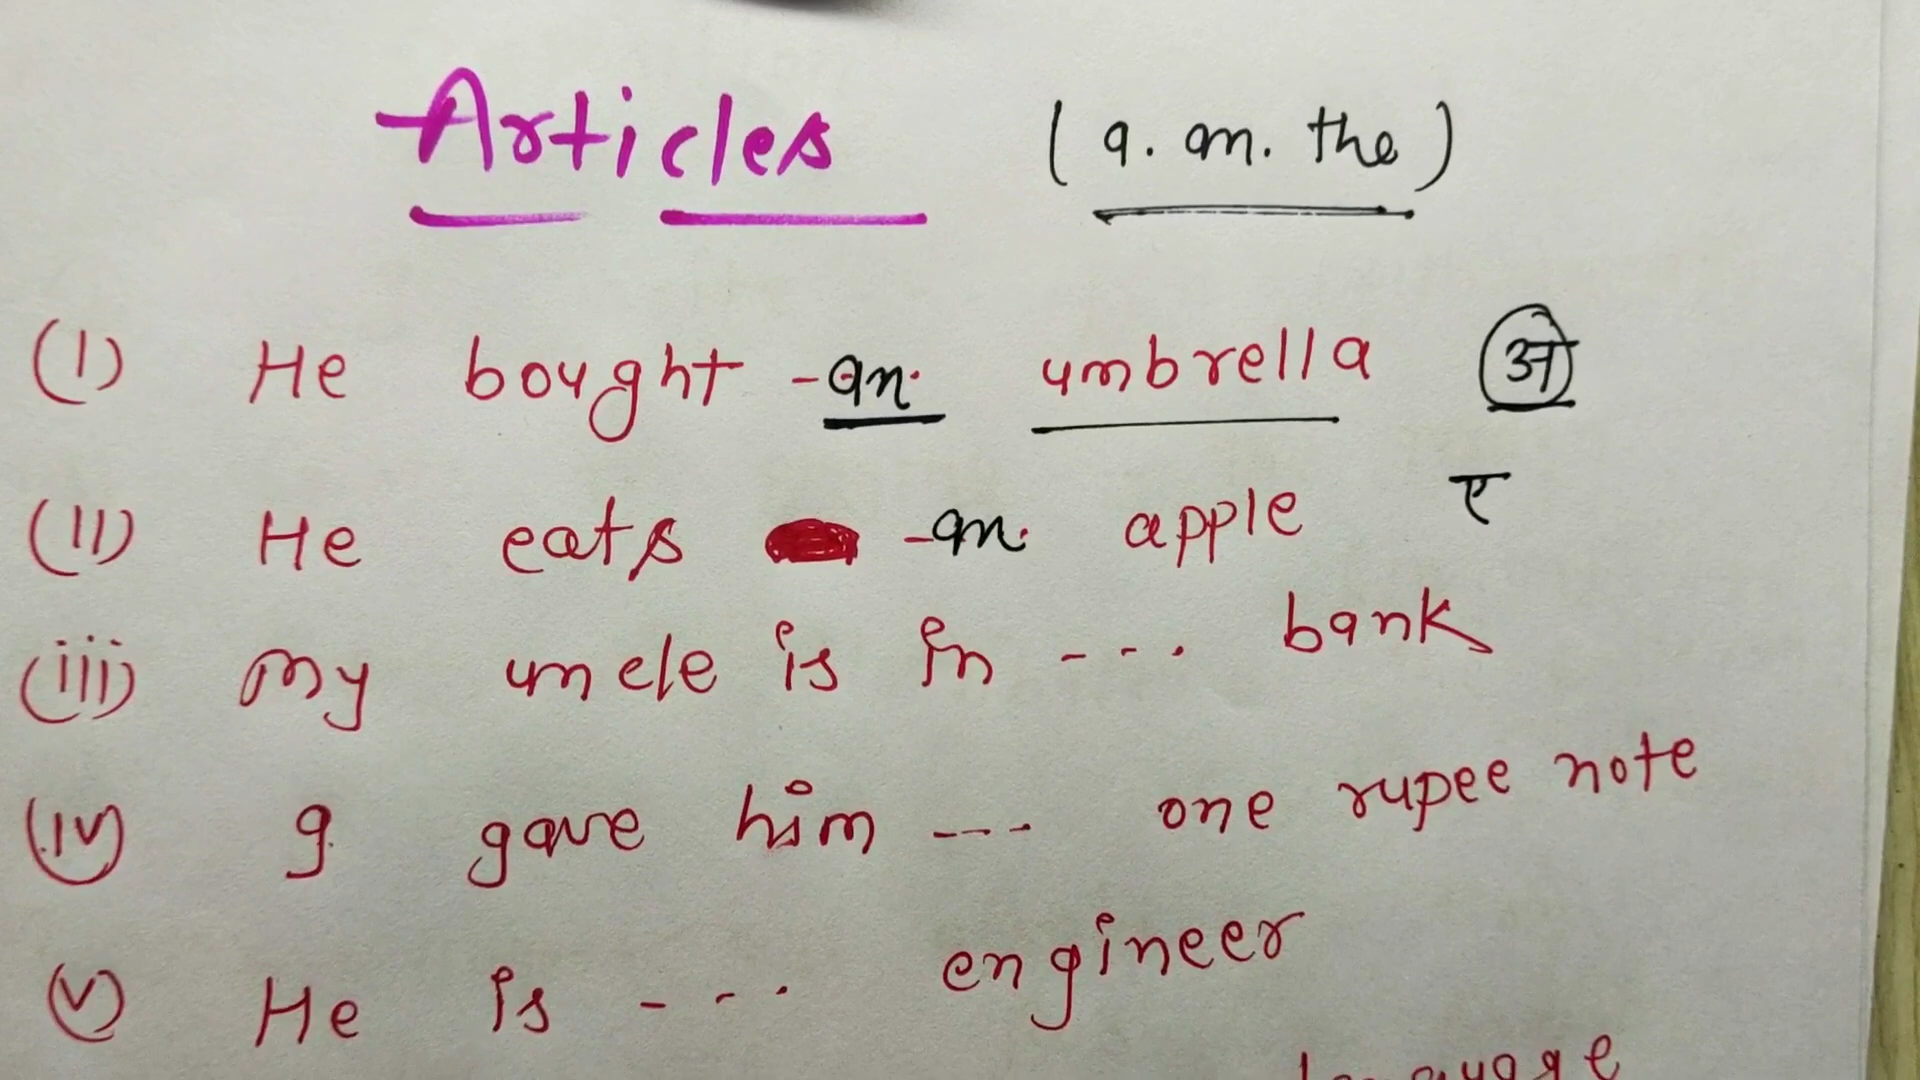 Articles (a. an. the)
(I) He bought -an. umbrella अ
(II) He eats -an. apple ए
(iii) My uncle is in --- bank
(IV) I gave him --- one rupee note
(V) He is --- engineer
language